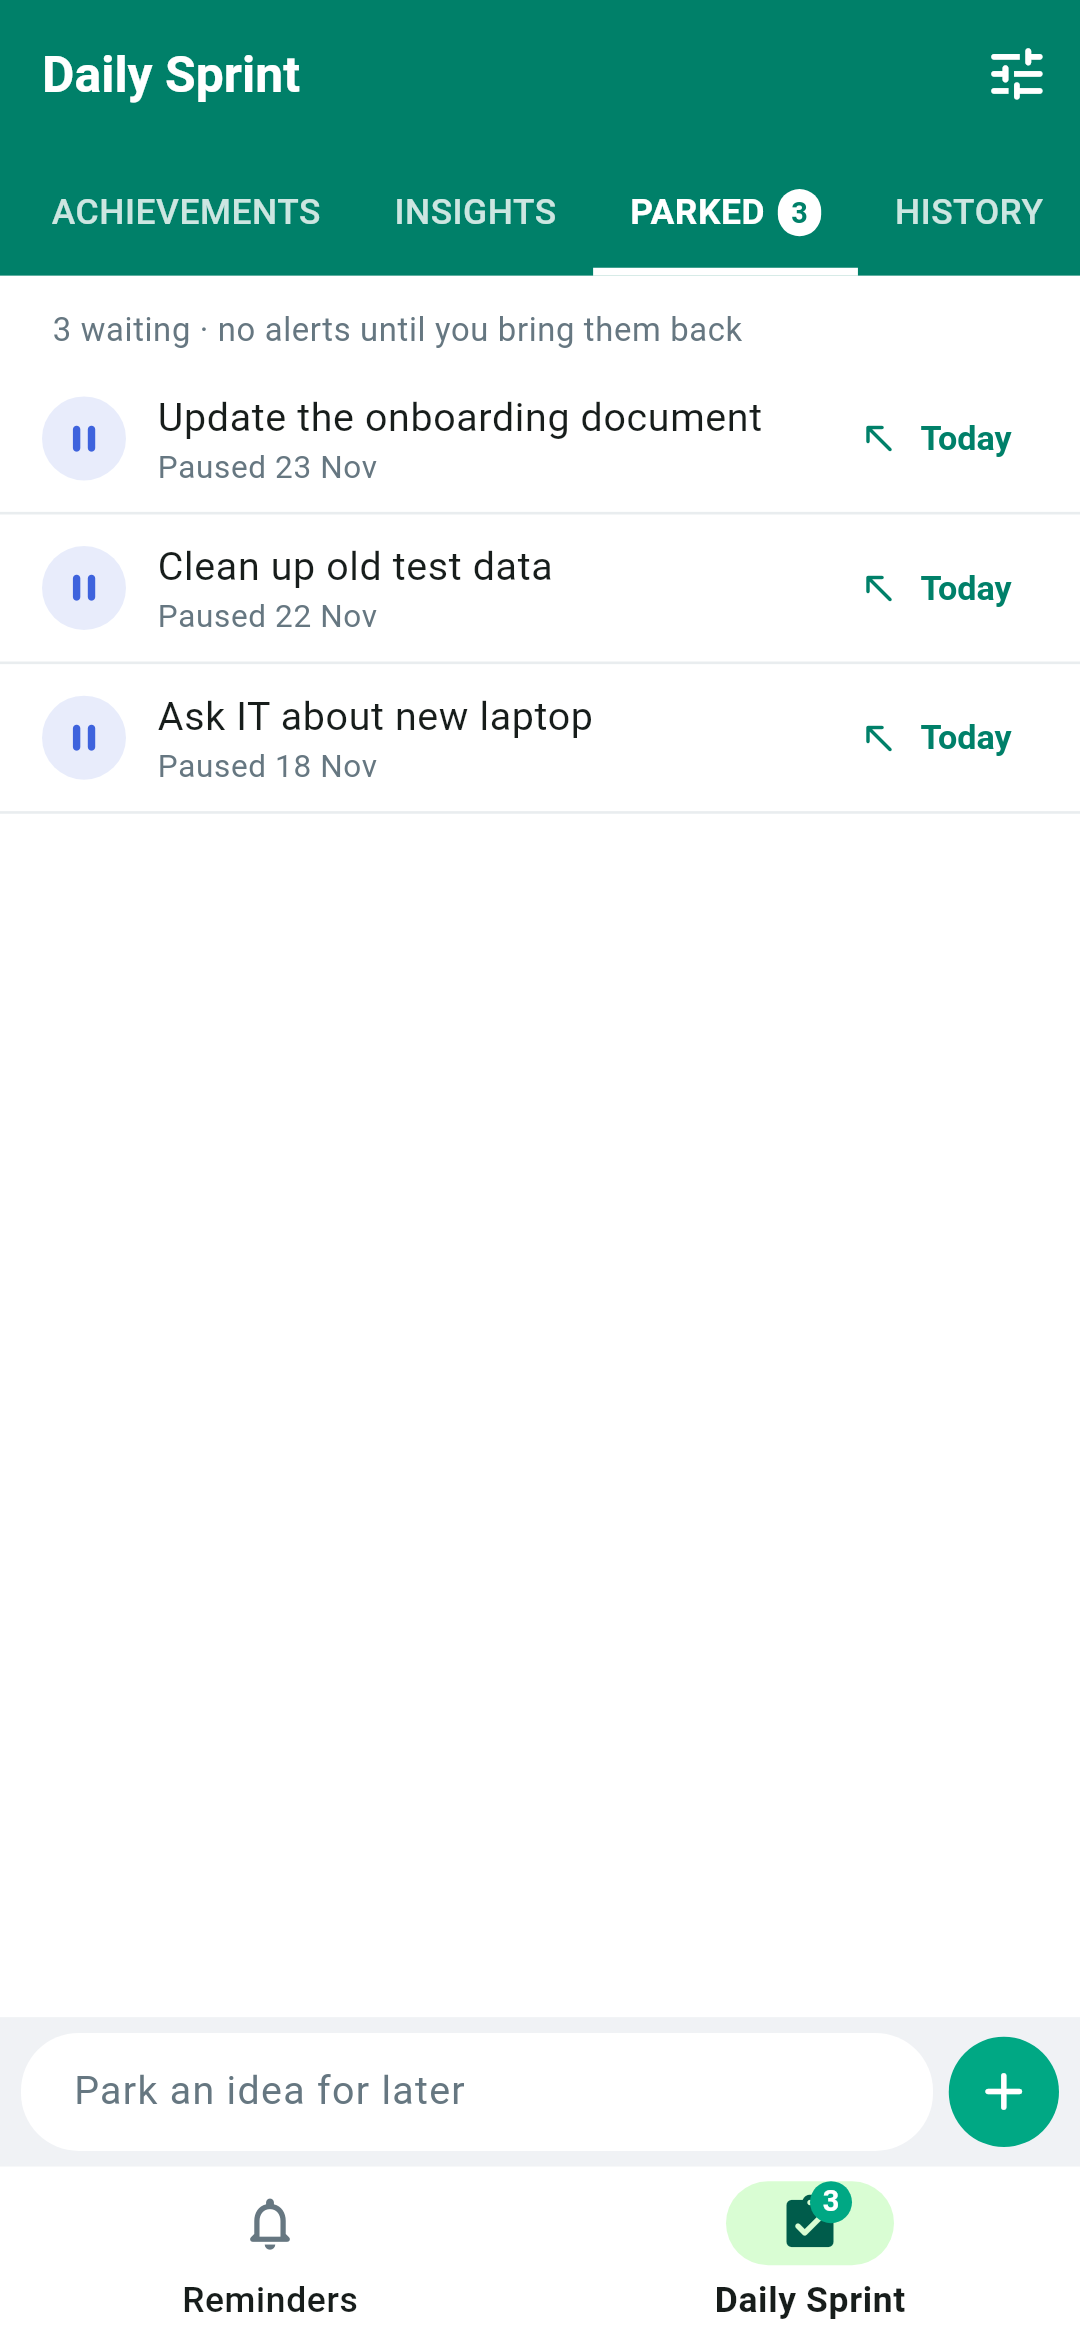 Daily Sprint
ACHIEVEMENTS INSIGHTS PARKED 3 HISTORY
3 waiting · no alerts until you bring them back
Update the onboarding document
Paused 23 Nov
Today
Clean up old test data
Paused 22 Nov
Today
Ask IT about new laptop
Paused 18 Nov
Today
Park an idea for later
3
Reminders
Daily Sprint